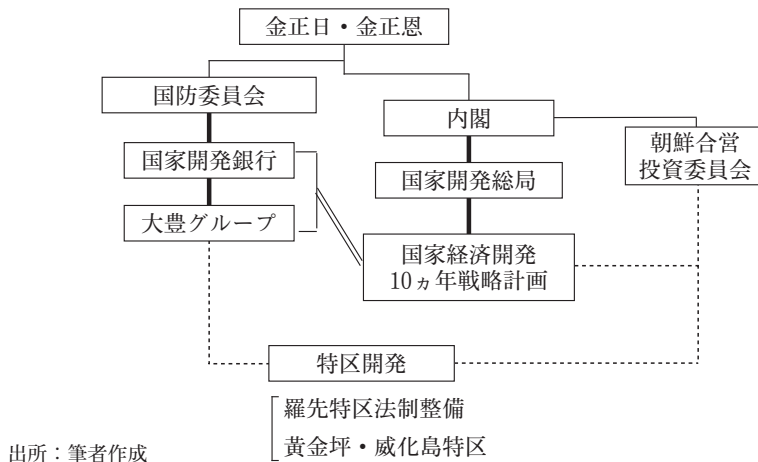 金正日・金正恩
国防委員会
内閣
朝鮮合営
投資委員会
国家開発銀行
国家開発総局
大豊グループ
国家経済開発
10ヵ年戦略計画
特区開発
羅先特区法制整備
黄金坪・威化島特区
出所：筆者作成